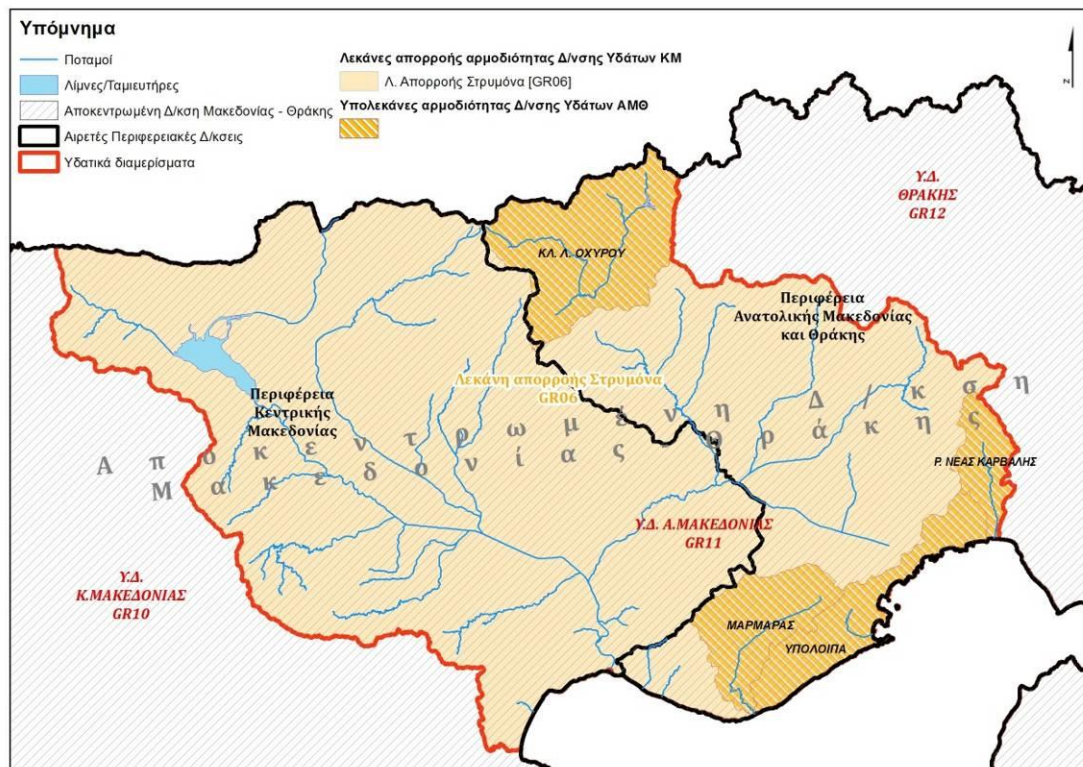 Υπόμνημα
Ποταμοί
Λίμνες/Ταμιευτήρες
Αποκεντρωμένη Δ/κση Μακεδονίας - Θράκης
Αιρετές Περιφερειακές Δ/κσεις
Υδατικά διαμερίσματα
Λεκάνες απορροής αρμοδιότητας Δ/νσης Υδάτων ΚΜ
Λ. Απορροής Στρυμόνα [GR06]
Υπολεκάνες αρμοδιότητας Δ/νσης Υδάτων ΑΜΘ
Z
Υ.Δ.
ΘΡΑΚΗΣ
GR12
ΚΛ. Λ. ΟΧΥΡΟΥ
Περιφέρεια
Ανατολικής Μακεδονίας
και Θράκης
Λεκάνη απορροής Στρυμόνα
GR06
Περιφέρεια
Κεντρικής
Μακεδονίας
Αποκεντρωμένη Δ/κση
Μακεδονίας Θράκης
Ρ. ΝΕΑΣ ΚΑΡΒΑΛΗΣ
Υ.Δ. Α.ΜΑΚΕΔΟΝΙΑΣ
GR11
Υ.Δ.
Κ.ΜΑΚΕΔΟΝΙΑΣ
GR10
ΜΑΡΜΑΡΑΣ
ΥΠΟΛΟΙΠΑ